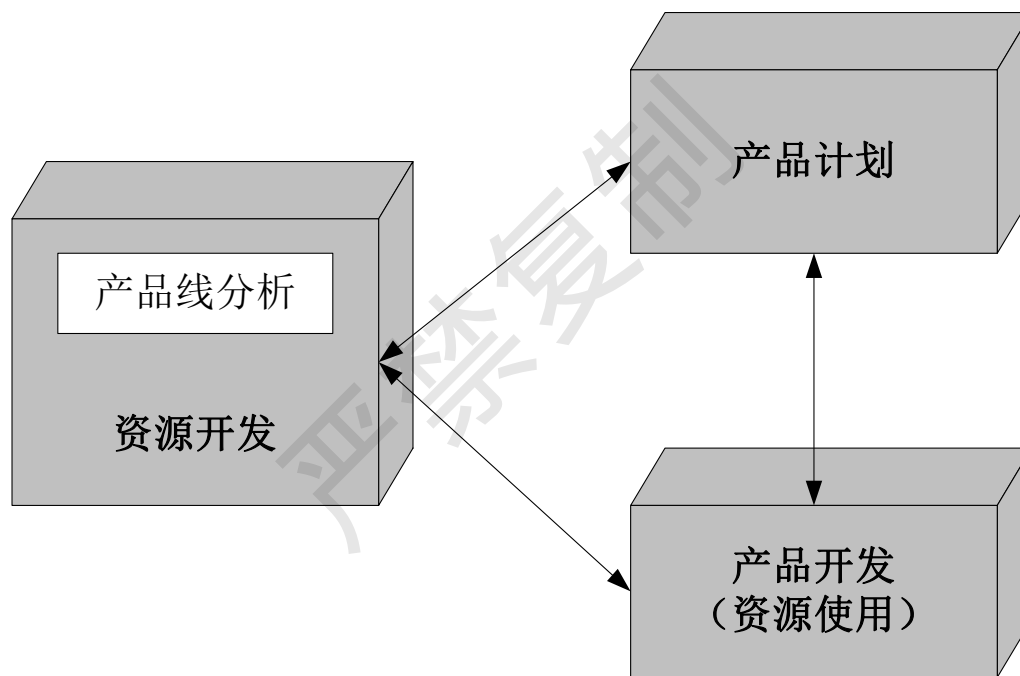 产品计划
产品线分析
资源开发
产品开发
（资源使用）
严禁复制